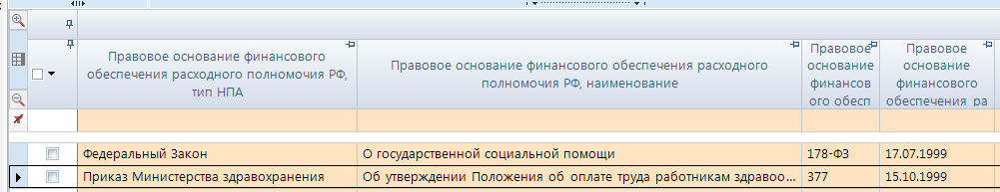 Правовое основание финансового
обеспечения расходного полномочия РФ,
тип НПА
Правовое основание финансового обеспечения расходного
полномочия РФ, наименование
Правовое
основание
финансов
ого обесп
Правовое
основание
финансового
обеспечения ра
Федеральный Закон
О государственной социальной помощи
178-ФЗ
17.07.1999
Приказ Министерства здравохранения
Об утверждении Положения об оплате труда работникам здравоо...
377
15.10.1999